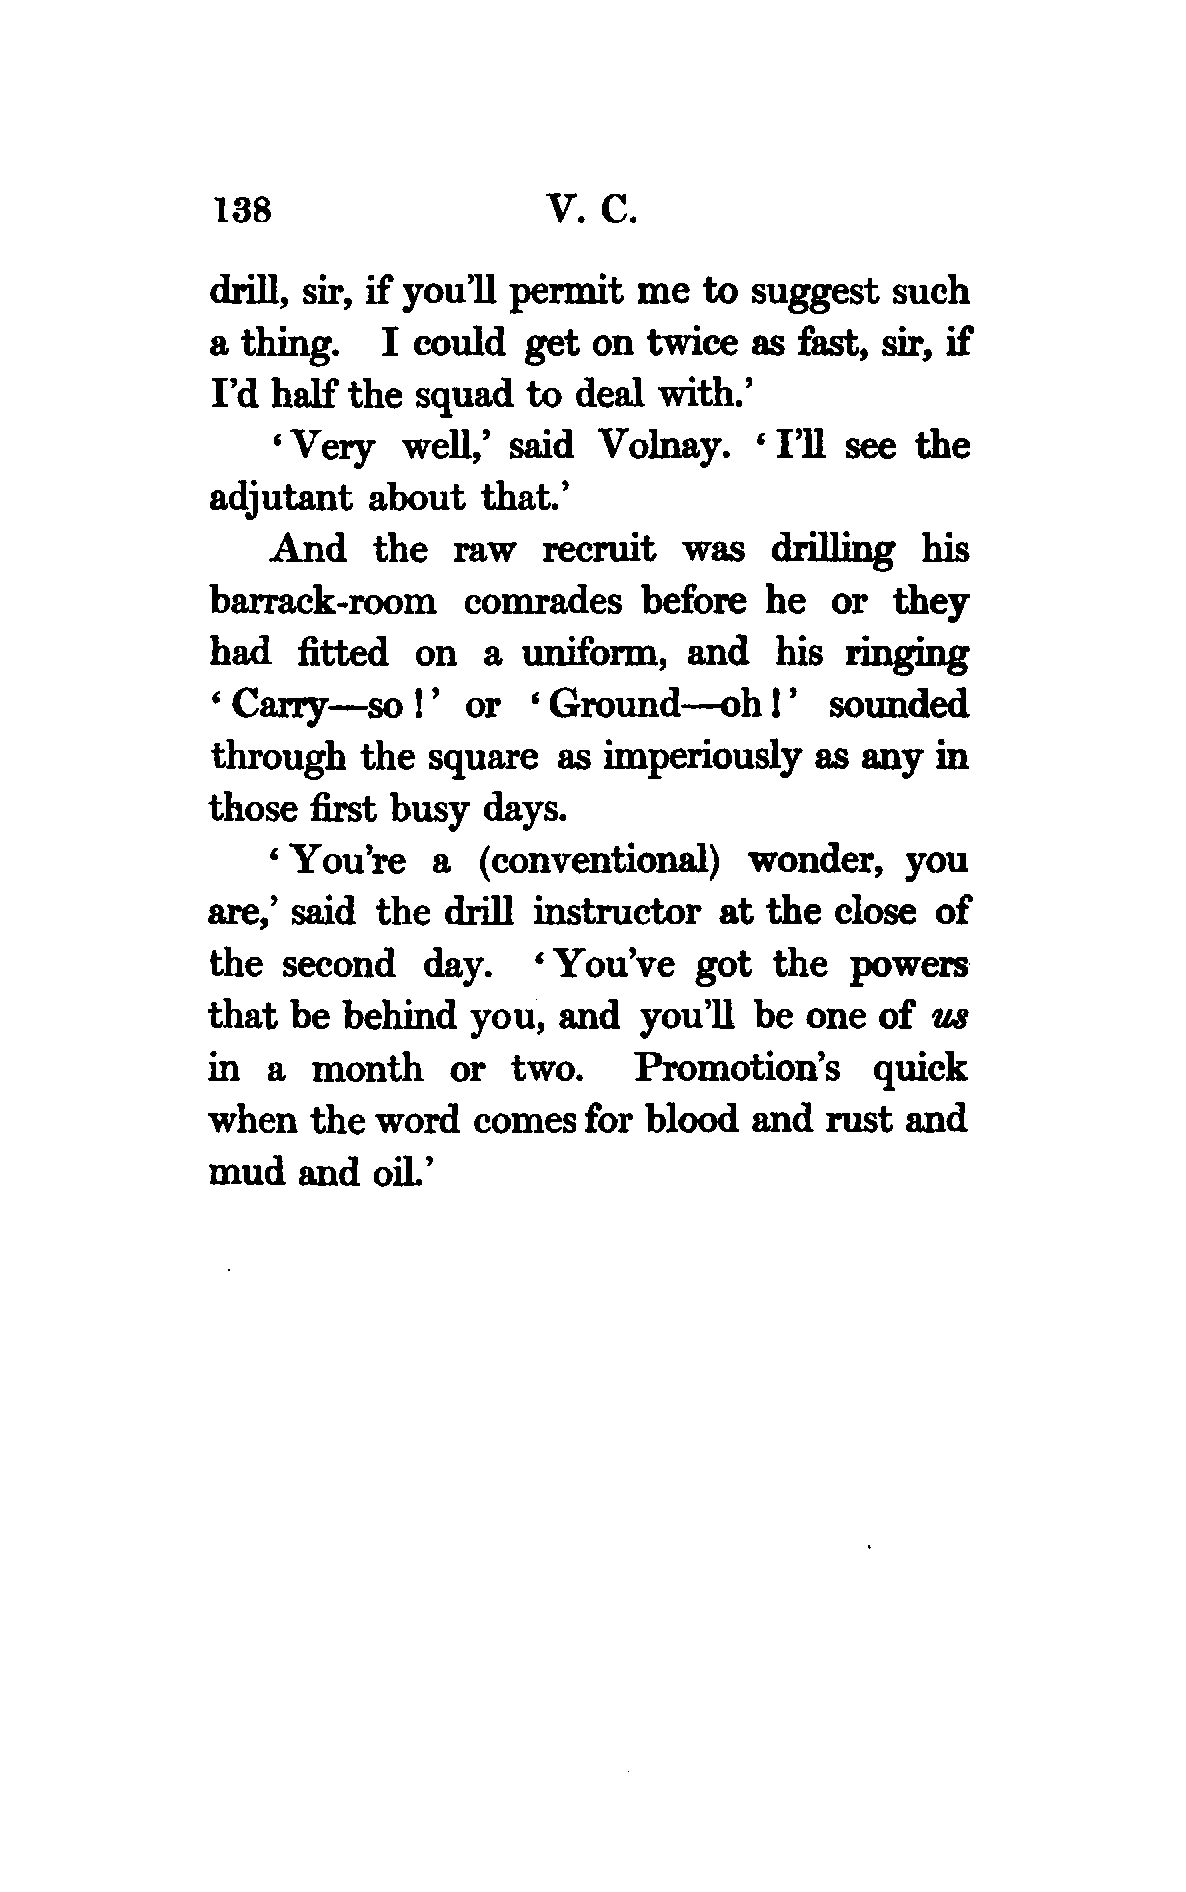 138 V. C.
drill, sir, if you'll permit me to suggest such
a thing. I could get on twice as fast, sir, if
I'd half the squad to deal with.'
'Very well,' said Volnay. 'I'll see the
adjutant about that.'
And the raw recruit was drilling his
barrack-room comrades before he or they
had fitted on a uniform, and his ringing
'Carry—so!' or 'Ground—oh!' sounded
through the square as imperiously as any in
those first busy days.
'You're a (conventional) wonder, you
are,' said the drill instructor at the close of
the second day. 'You've got the powers
that be behind you, and you'll be one of us
in a month or two. Promotion's quick
when the word comes for blood and rust and
mud and oil.'